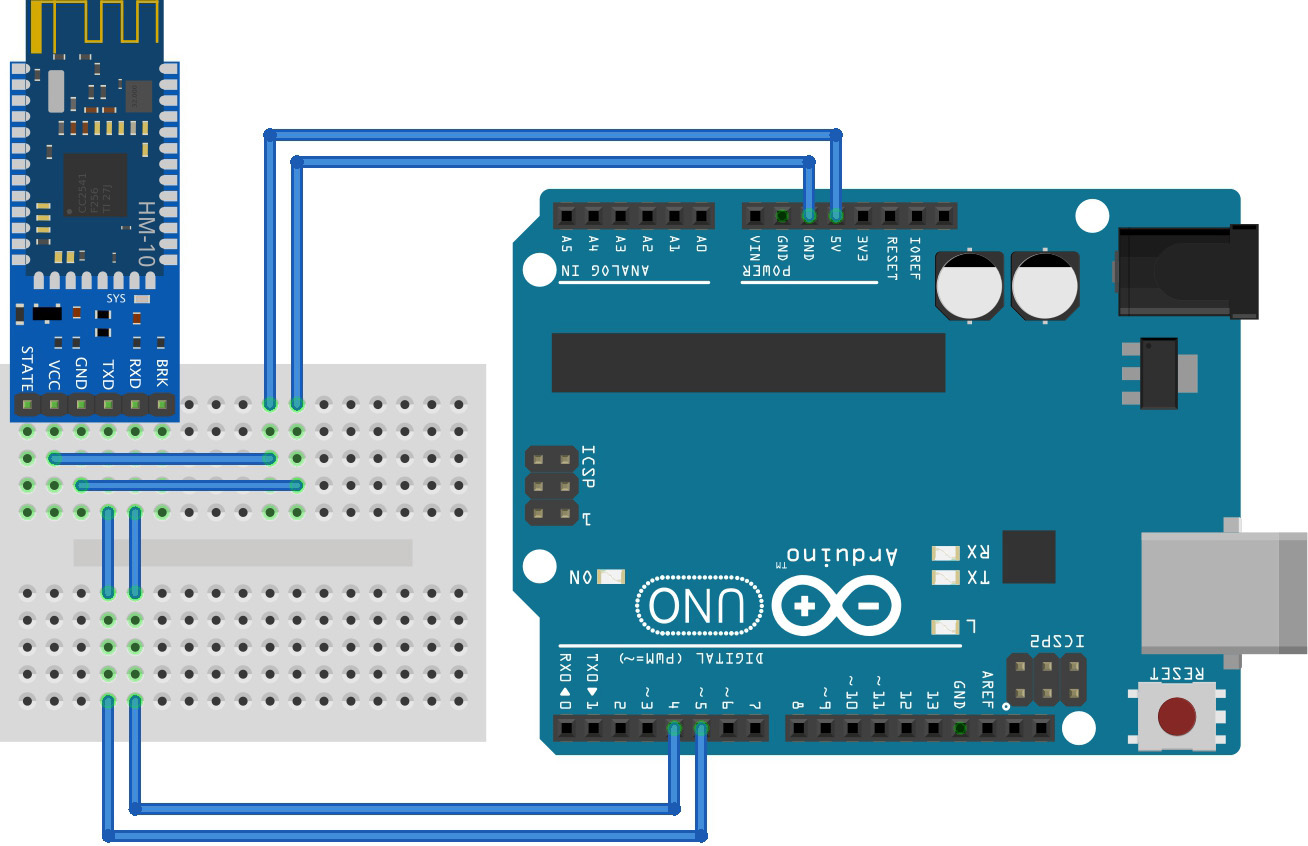 CC2541
F256
TI 27J
HM-10
SYS
STATE
VCC
GND
TXD
RXD
BRK
A5
A4
A3
A2
A1
A0
VIN
GND
GND
5V
3V3
RESET
IOREF
ANALOG IN
POWER
ICSP
1
ON
Arduino
TM
UNO
RX
TX
L
ICSP2
RESET
DIGITAL (PWM=~)
RX0 ◀ 0
TX0 ▶ 1
2
~3
4
~5
~6
7
8
~9
~10
~11
12
13
GND
AREF